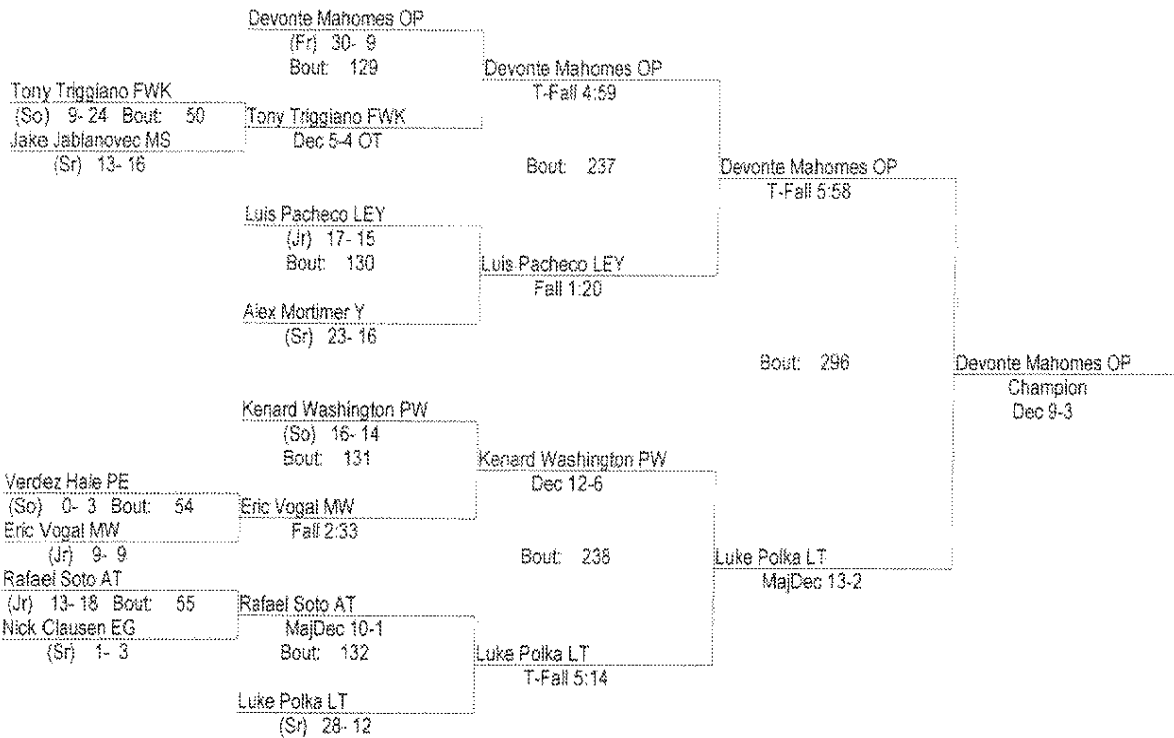 Devonte Mahomes OP
(Fr) 30- 9
Bout: 129
Devonte Mahomes OP
T-Fall 4:59
Tony Triggiano FWK
(So) 9- 24 Bout: 50
Tony Triggiano FWK
Jake Jablanovec MS
Dec 5-4 OT
(Sr) 13- 16
Bout: 237
Devonte Mahomes OP
T-Fall 5:58
Luis Pacheco LEY
(Jr) 17- 15
Bout: 130
Luis Pacheco LEY
Fall 1:20
Alex Mortimer Y
(Sr) 23- 16
Bout: 296
Devonte Mahomes OP
Champion
Dec 9-3
Kenard Washington PW
(So) 16- 14
Bout: 131
Kenard Washington PW
Dec 12-6
Verdez Hale PE
(So) 0- 3 Bout: 54
Eric Vogal MW
Eric Vogal MW
Fall 2:33
(Jr) 9- 9
Bout: 238
Luke Polka LT
MajDec 13-2
Rafael Soto AT
(Jr) 13- 18 Bout: 55
Rafael Soto AT
Nick Clausen EG
MajDec 10-1
(Sr) 1- 3
Bout: 132
Luke Polka LT
T-Fall 5:14
Luke Polka LT
(Sr) 28- 12